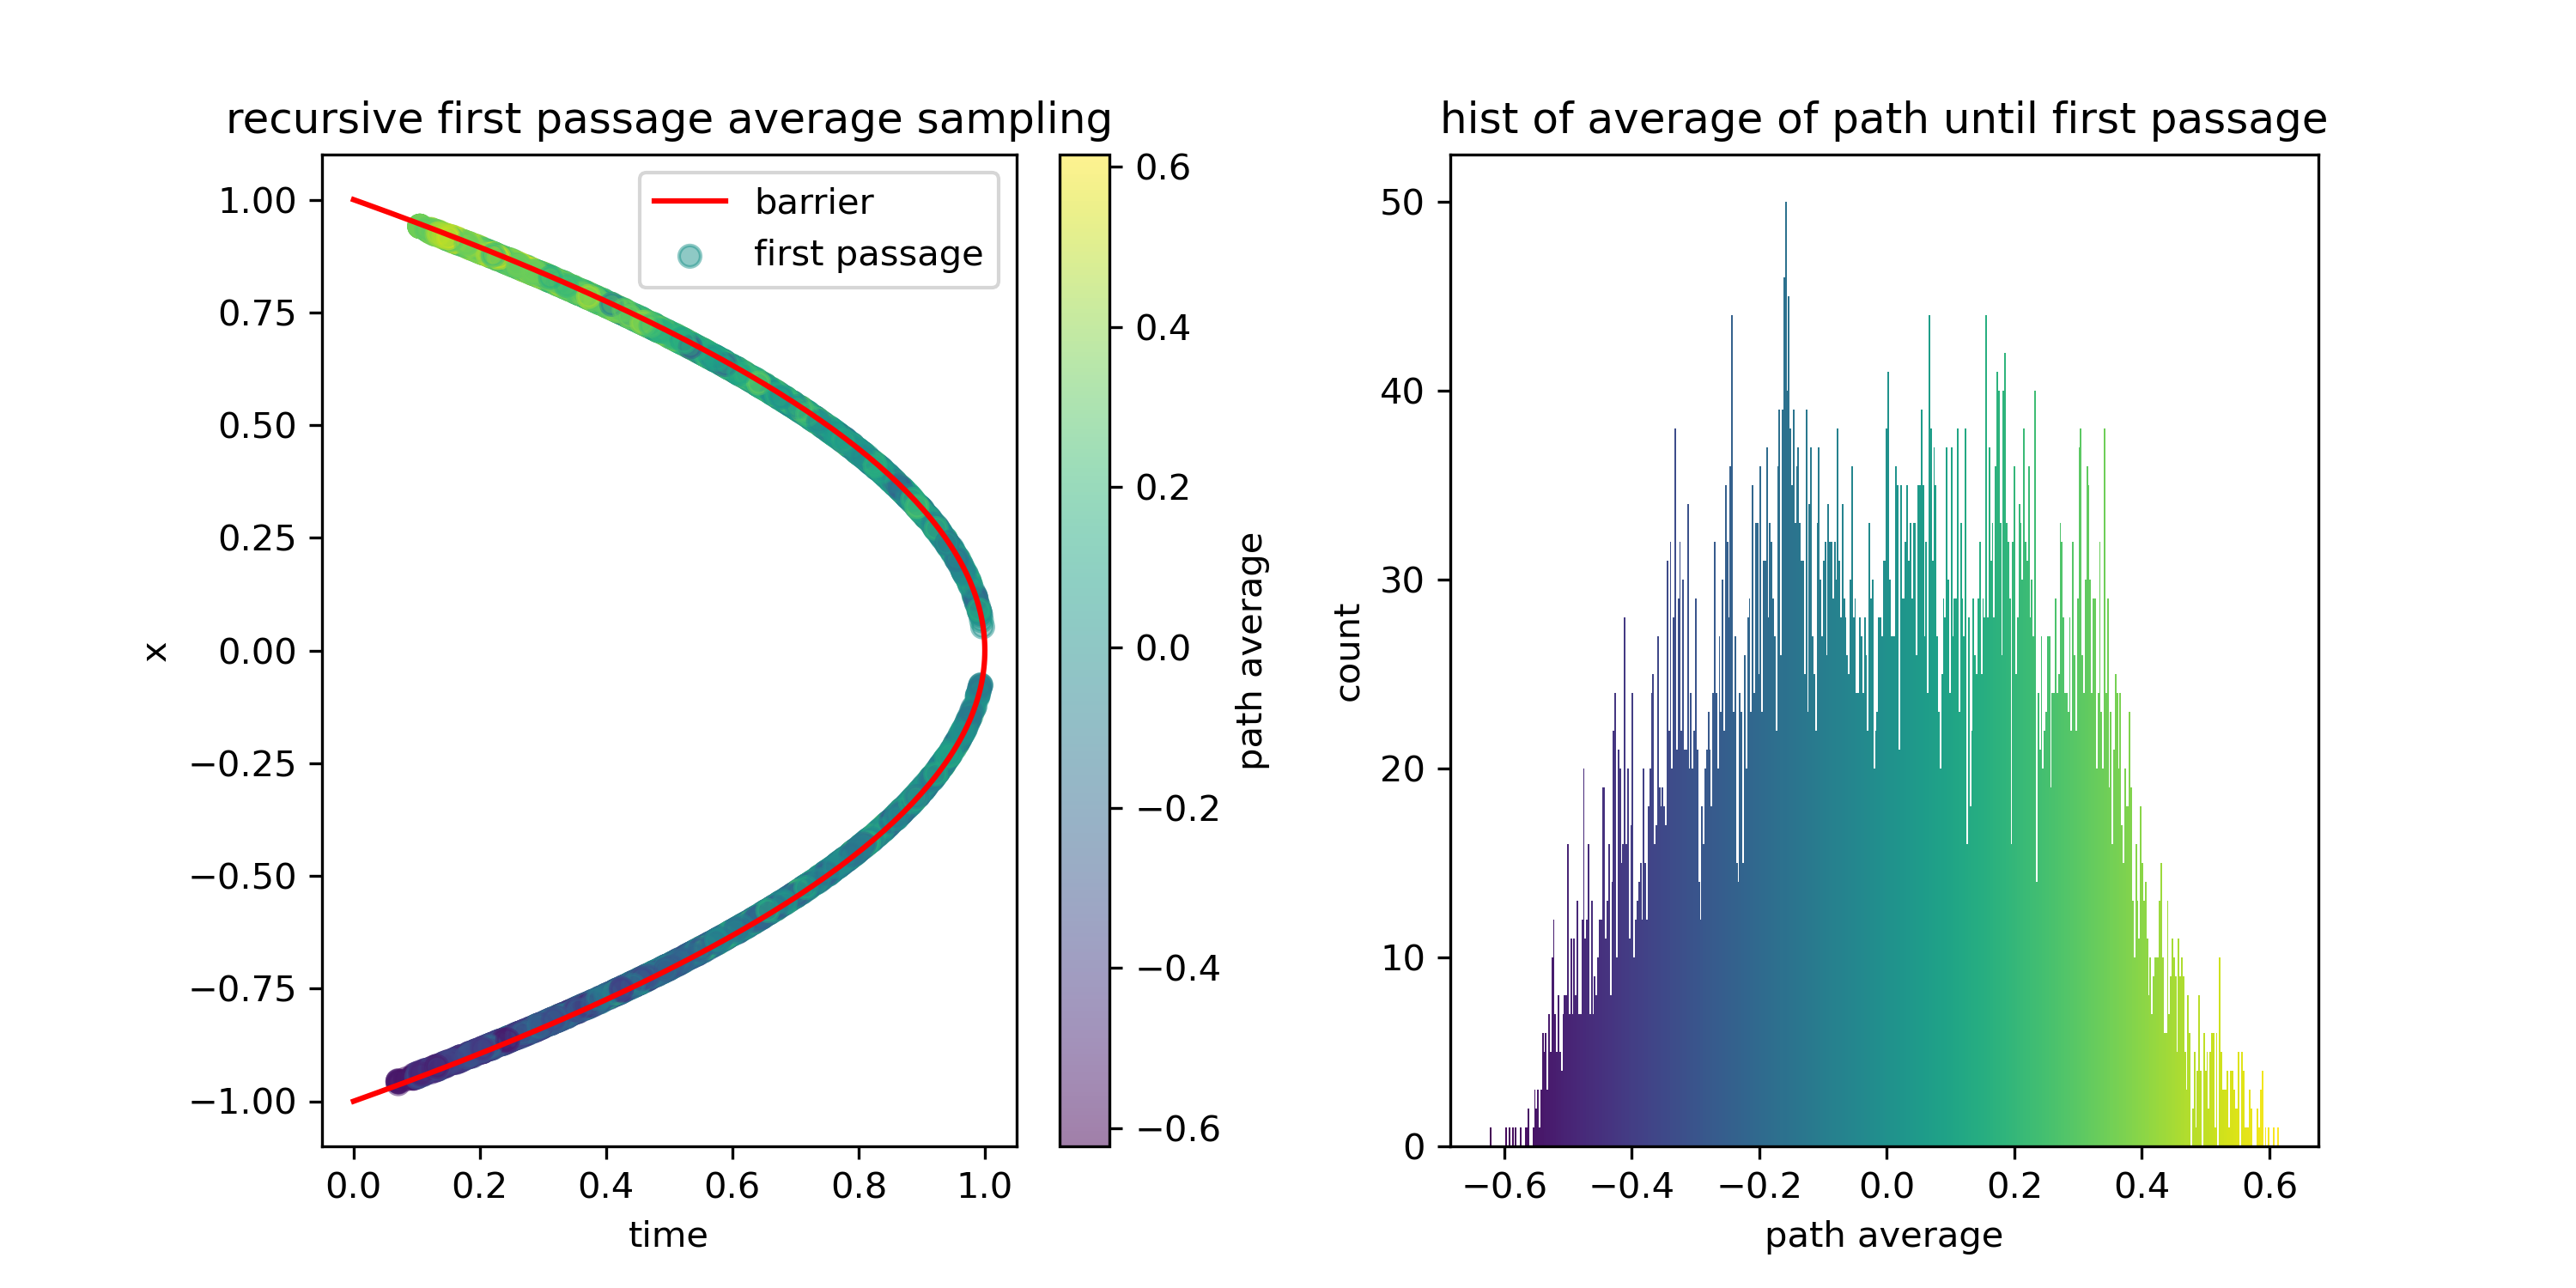 recursive first passage average sampling
barrier
first passage
1.00
0.75
0.50
0.25
0.00
−0.25
−0.50
−0.75
−1.00
x
0.0 0.2 0.4 0.6 0.8 1.0
time
0.6
0.4
0.2
0.0
−0.2
−0.4
−0.6
path average
hist of average of path until first passage
50
40
30
20
10
0
count
−0.6 −0.4 −0.2 0.0 0.2 0.4 0.6
path average